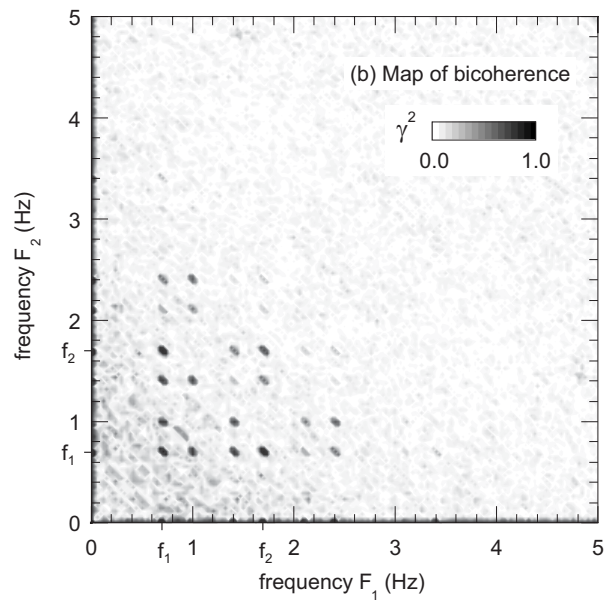 5
(b) Map of bicoherence
γ²
0.0 1.0
4
frequency F₂ (Hz)
3
2
f₂
1
f₁
0
0 f₁ 1 f₂ 2 3 4 5
frequency F₁ (Hz)